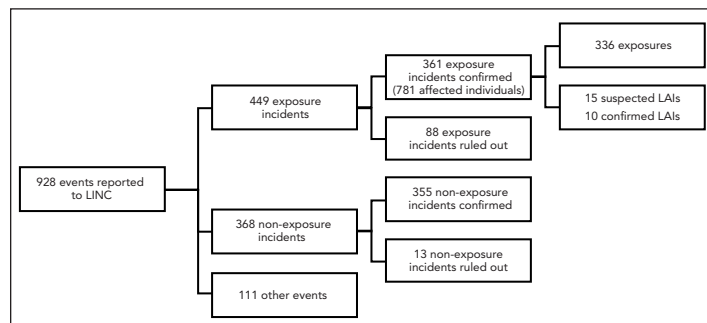 928 events reported
to LINC
449 exposure
incidents
368 non-exposure
incidents
111 other events
361 exposure
incidents confirmed
(781 affected individuals)
88 exposure
incidents ruled out
355 non-exposure
incidents confirmed
13 non-exposure
incidents ruled out
336 exposures
15 suspected LAIs
10 confirmed LAIs